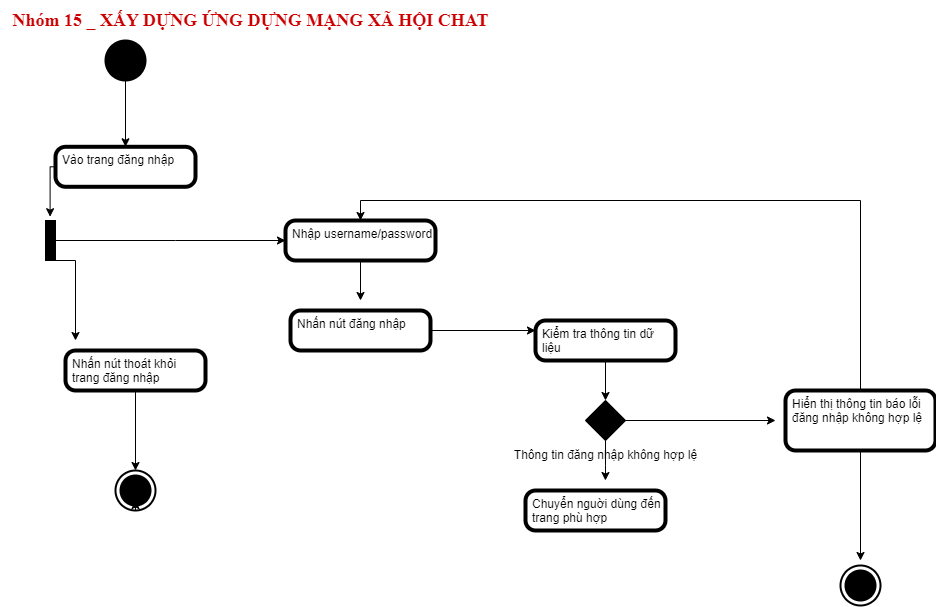 Nhóm 15 _ XẤY DỰNG ỨNG DỰNG MẠNG XÃ HỘI CHAT
Vào trang đăng nhập
Nhập username/password
Nhấn nút đăng nhập
Kiểm tra thông tin dữ
liệu
Nhấn nút thoát khỏi
trang đăng nhập
Hiển thị thông tin báo lỗi
đăng nhập không hợp lệ
Thông tin đăng nhập không hợp lệ
Chuyển nguời dùng đến
trang phù hợp